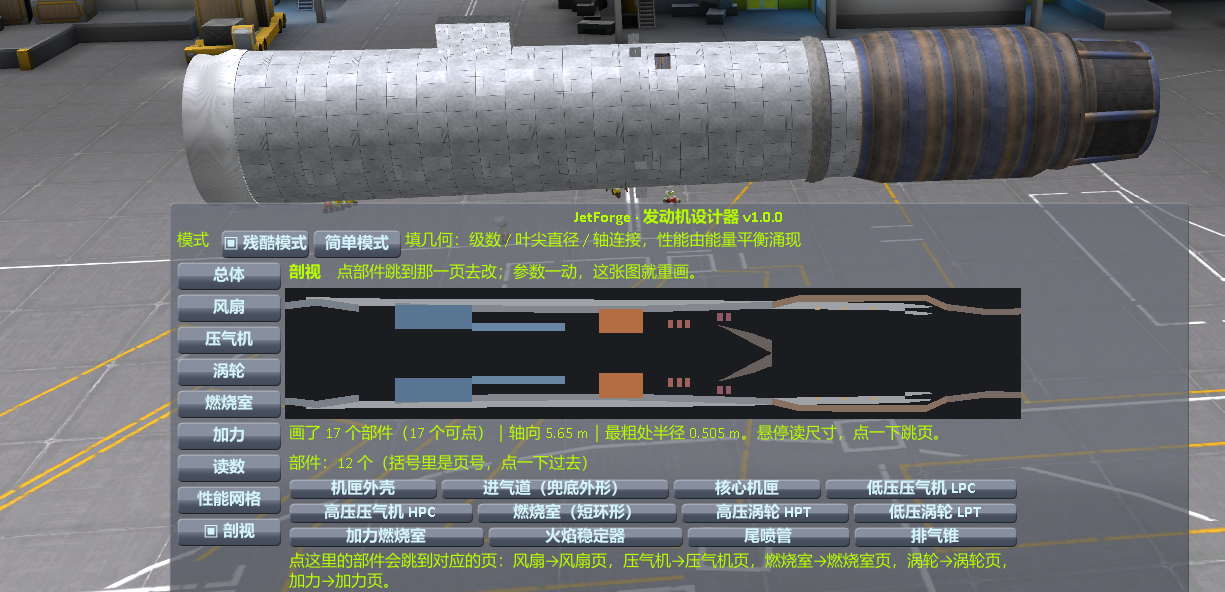 JetForge · 发动机设计器 v1.0.0
模式 ▣ 残酷模式 简单模式 填几何：级数 / 叶尖直径 / 轴连接，性能由能量平衡涌现
总体
剖视 点部件跳到那一页去改；参数一动，这张图就重画。
风扇
压气机
涡轮
燃烧室
加力
画了 17 个部件（17 个可点）｜轴向 5.65 m｜最粗处半径 0.505 m。悬停读尺寸，点一下跳页。
读数
部件：12 个（括号里是页号，点一下过去）
性能网格
▣ 剖视
机匣外壳 进气道（兜底外形） 核心机匣 低压压气机 LPC
高压压气机 HPC 燃烧室（短环形） 高压涡轮 HPT 低压涡轮 LPT
加力燃烧室 火焰稳定器 尾喷管 排气锥
点这里的部件会跳到对应的页：风扇→风扇页，压气机→压气机页，燃烧室→燃烧室页，涡轮→涡轮页，
加力→加力页。